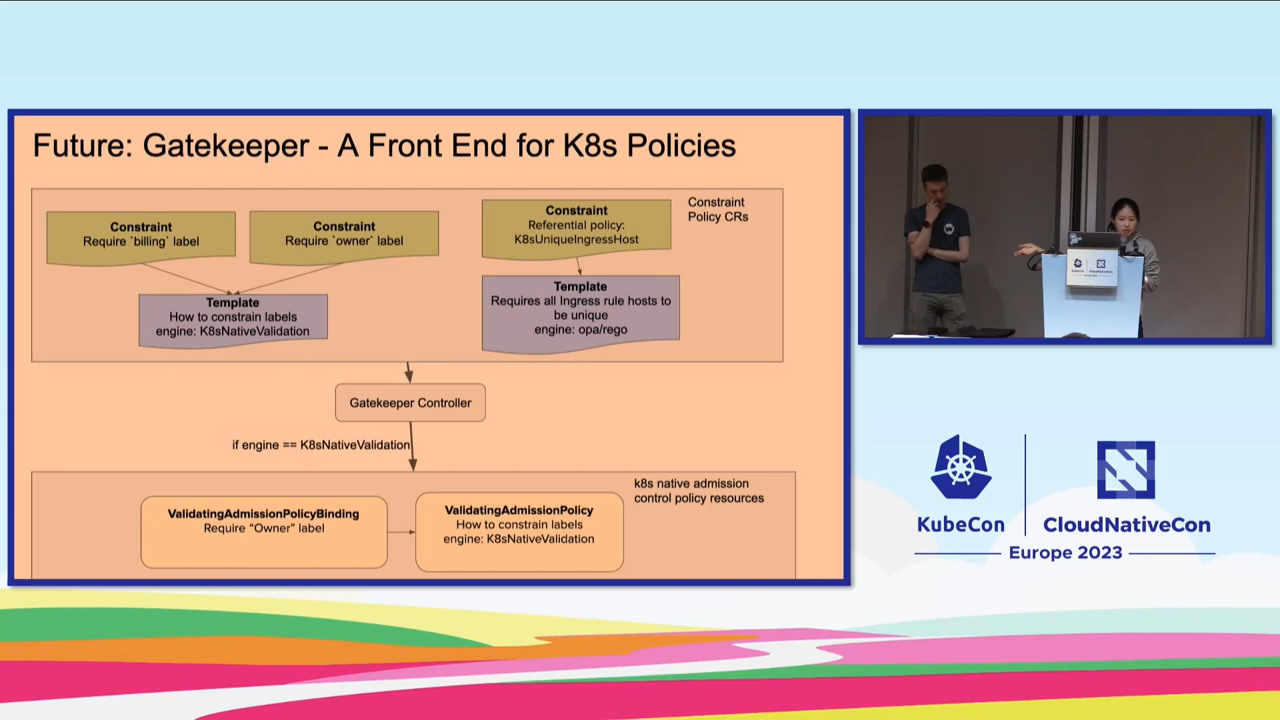 Future: Gatekeeper - A Front End for K8s Policies
Constraint
Require `billing` label
Constraint
Require `owner` label
Constraint
Referential policy:
K8sUniqueIngressHost
Constraint
Policy CRs
Template
How to constrain labels
engine: K8sNativeValidation
Template
Requires all Ingress rule hosts to
be unique
engine: opa/rego
Gatekeeper Controller
if engine == K8sNativeValidation
k8s native admission
control policy resources
ValidatingAdmissionPolicyBinding
Require "Owner" label
ValidatingAdmissionPolicy
How to constrain labels
engine: K8sNativeValidation
KubeCon
CloudNativeCon
Europe 2023